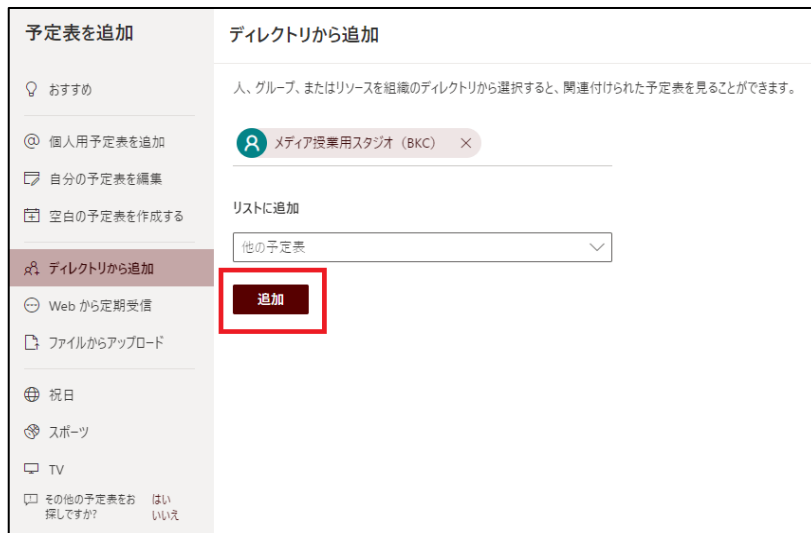 予定表を追加
おすすめ
個人用予定表を追加
自分の予定表を編集
空白の予定表を作成する
ディレクトリから追加
Web から定期受信
ファイルからアップロード
祝日
スポーツ
TV
その他の予定表をお
探しですか?
はい
いいえ
ディレクトリから追加
人、グループ、またはリソースを組織のディレクトリから選択すると、関連付けられた予定表を見ることができます。
メディア授業用スタジオ（BKC）
リストに追加
他の予定表
追加